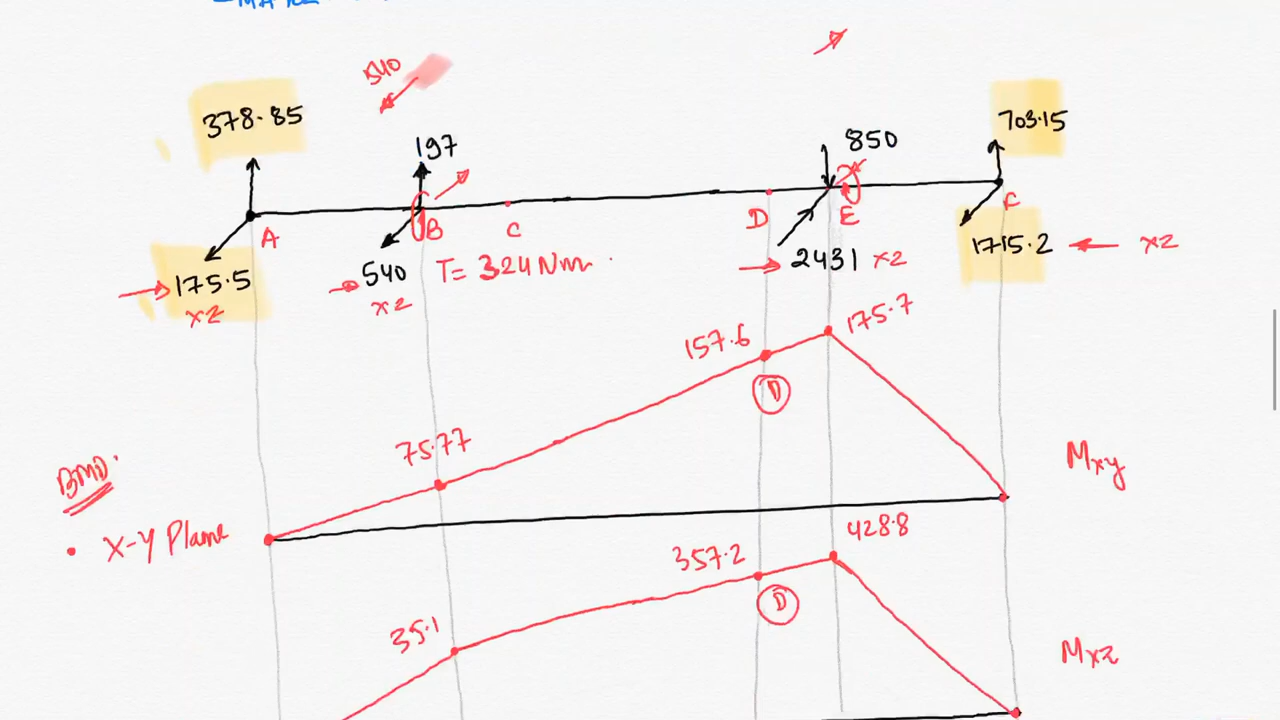 540
378.85
197
850
703.15
A
B
C
D
E
F
175.5
x2
540
x2
T= 324 Nm
2431 x2
1715.2 x2
157.6
175.7
D
75.77
BMD
Mxy
• X-Y Plane
428.8
357.2
D
35.1
Mxz